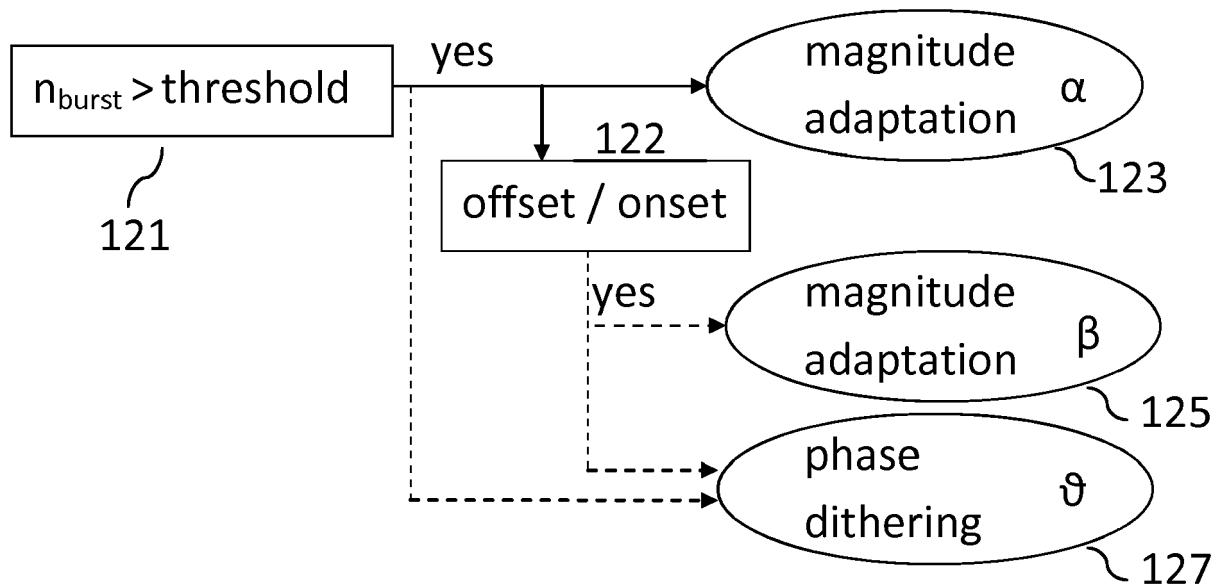 yes
n_burst > threshold
magnitude
adaptation α
123
121
122
offset / onset
yes
magnitude
adaptation β
125
phase
dithering ϑ
127